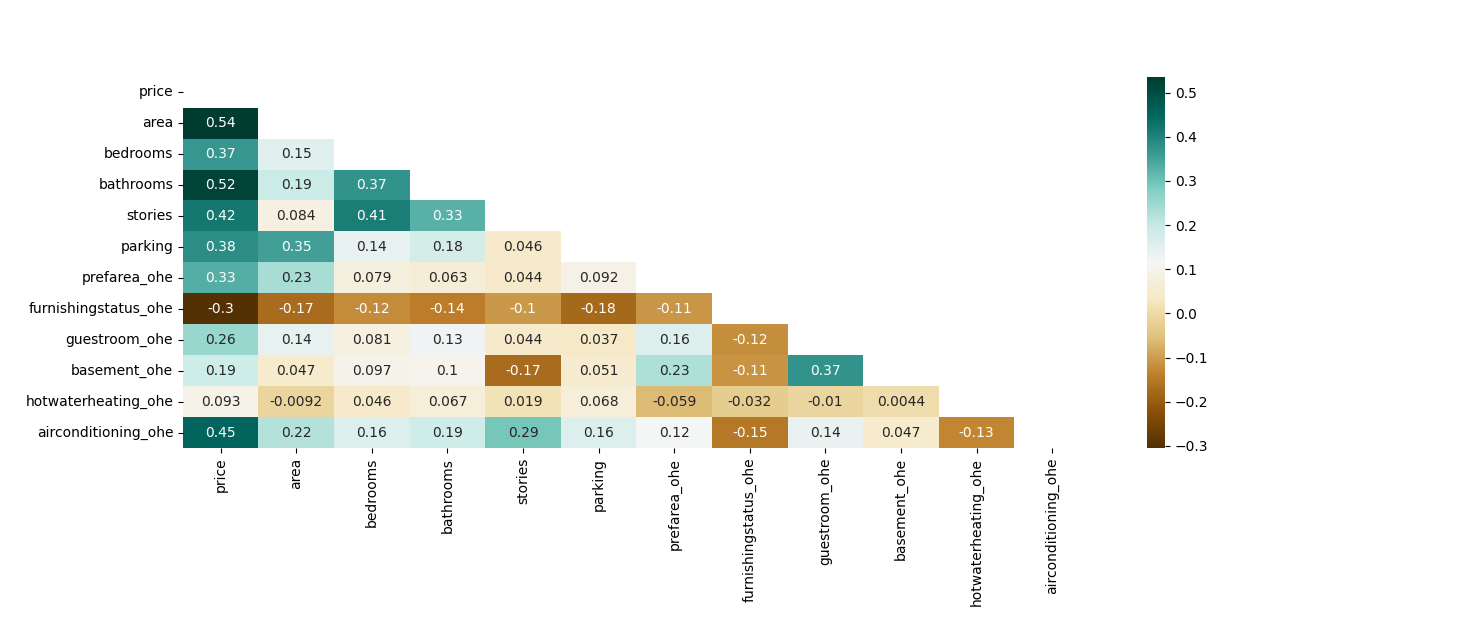 price
area 0.54
bedrooms 0.37 0.15
bathrooms 0.52 0.19 0.37
stories 0.42 0.084 0.41 0.33
parking 0.38 0.35 0.14 0.18 0.046
prefarea_ohe 0.33 0.23 0.079 0.063 0.044 0.092
furnishingstatus_ohe -0.3 -0.17 -0.12 -0.14 -0.1 -0.18 -0.11
guestroom_ohe 0.26 0.14 0.081 0.13 0.044 0.037 0.16 -0.12
basement_ohe 0.19 0.047 0.097 0.1 -0.17 0.051 0.23 -0.11 0.37
hotwaterheating_ohe 0.093 -0.0092 0.046 0.067 0.019 0.068 -0.059 -0.032 -0.01 0.0044
airconditioning_ohe 0.45 0.22 0.16 0.19 0.29 0.16 0.12 -0.15 0.14 0.047 -0.13
price
area
bedrooms
bathrooms
stories
parking
prefarea_ohe
furnishingstatus_ohe
guestroom_ohe
basement_ohe
hotwaterheating_ohe
airconditioning_ohe
0.5
0.4
0.3
0.2
0.1
0.0
−0.1
−0.2
−0.3